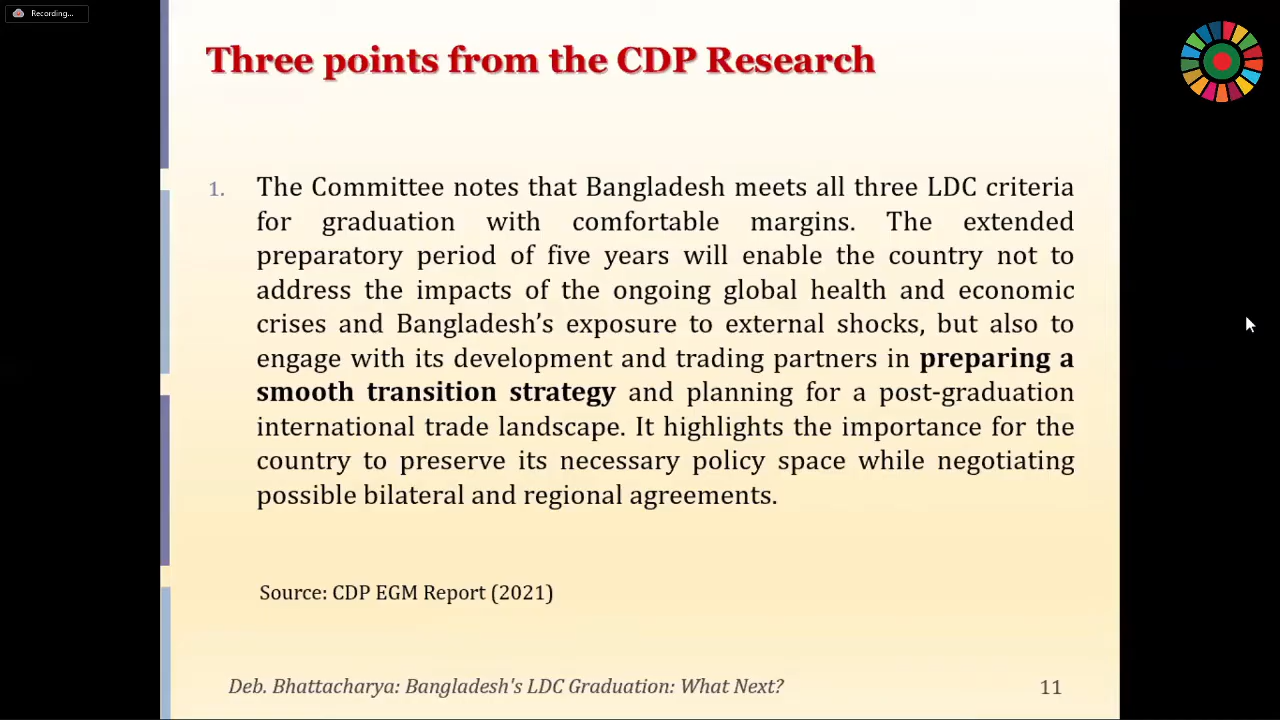 Recording...
Three points from the CDP Research
1. The Committee notes that Bangladesh meets all three LDC criteria
for graduation with comfortable margins. The extended
preparatory period of five years will enable the country not to
address the impacts of the ongoing global health and economic
crises and Bangladesh’s exposure to external shocks, but also to
engage with its development and trading partners in preparing a
smooth transition strategy and planning for a post-graduation
international trade landscape. It highlights the importance for the
country to preserve its necessary policy space while negotiating
possible bilateral and regional agreements.
Source: CDP EGM Report (2021)
Deb. Bhattacharya: Bangladesh's LDC Graduation: What Next?
11